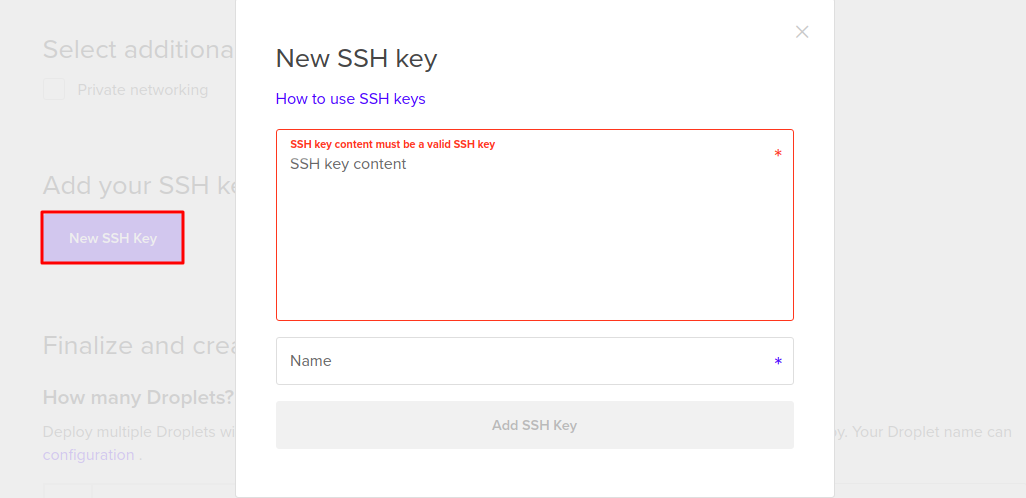 Select additiona
Private networking
Add your SSH ke
New SSH Key
Finalize and crea
How many Droplets?
Deploy multiple Droplets wi
configuration .
New SSH key
How to use SSH keys
SSH key content must be a valid SSH key
SSH key content
*
Name
*
Add SSH Key
y. Your Droplet name can